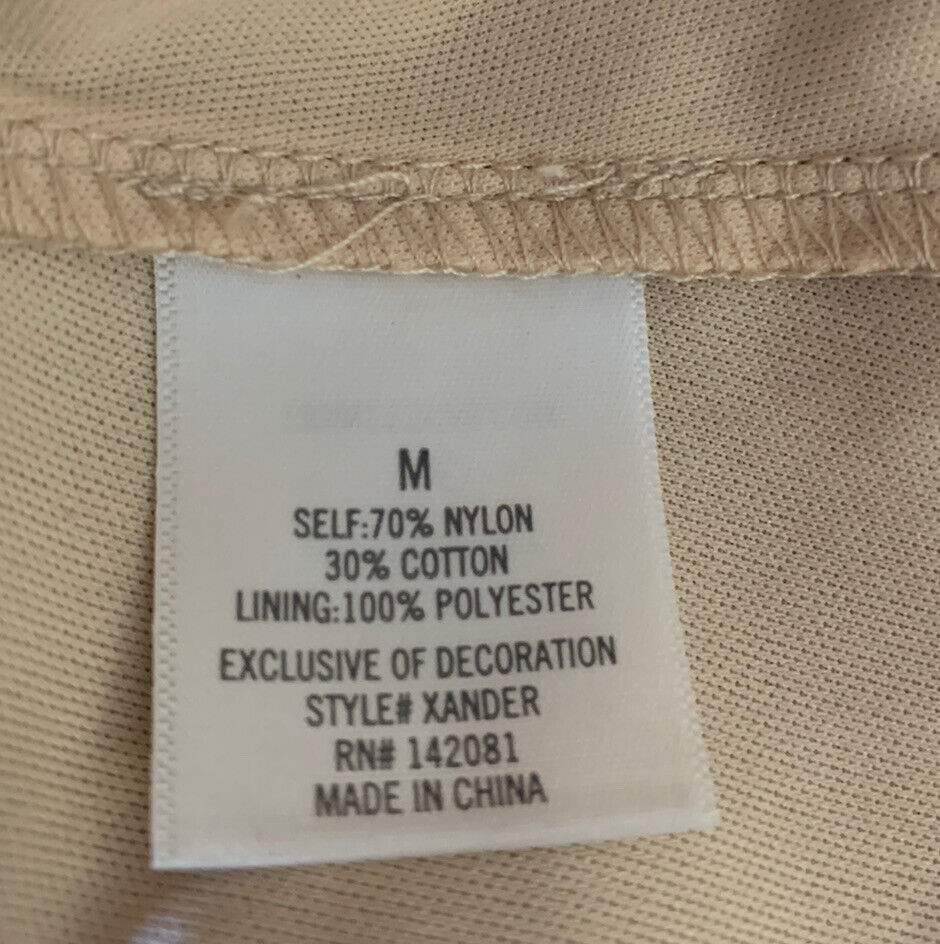 M
SELF:70% NYLON
30% COTTON
LINING:100% POLYESTER
EXCLUSIVE OF DECORATION
STYLE# XANDER
RN# 142081
MADE IN CHINA